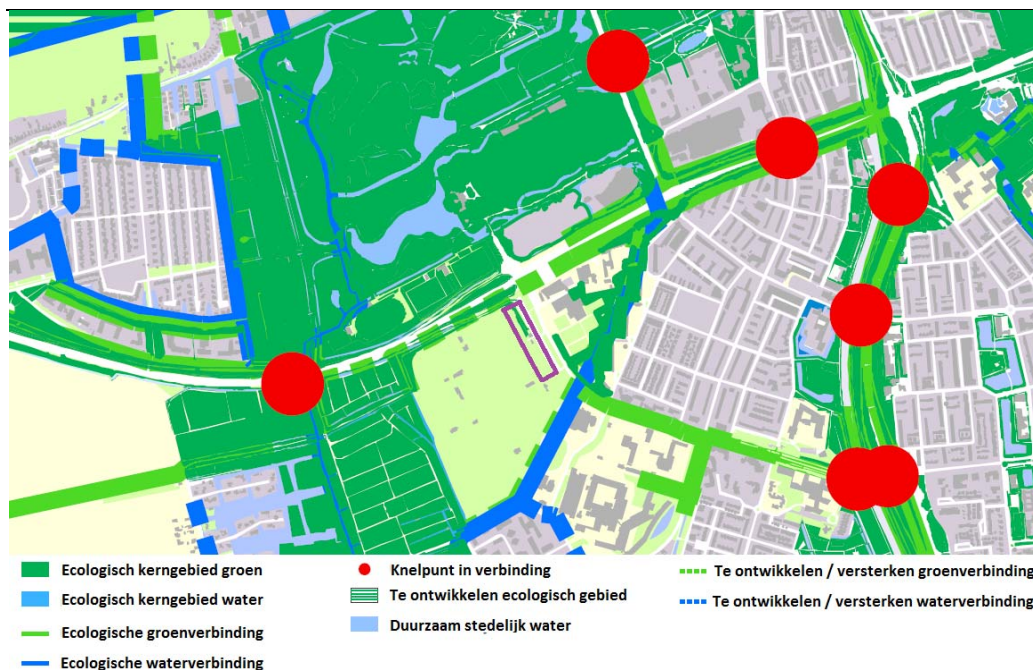 Ecologisch kerngebied groen
Ecologisch kerngebied water
Ecologische groenverbinding
Ecologische waterverbinding
Knelpunt in verbinding
Te ontwikkelen ecologisch gebied
Duurzaam stedelijk water
Te ontwikkelen / versterken groenverbinding
Te ontwikkelen / versterken waterverbinding